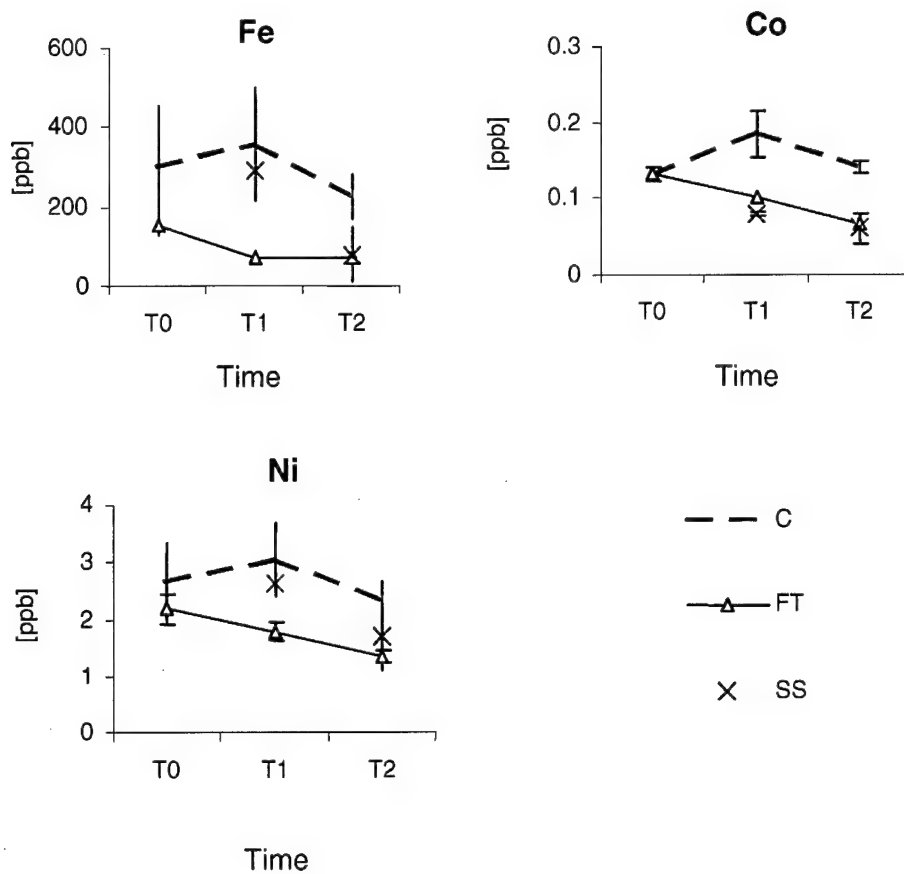 Fe
600
400
200
0
[ppb]
T0 T1 T2
Time
Co
0.3
0.2
0.1
0
[ppb]
T0 T1 T2
Time
Ni
4
3
2
1
0
[ppb]
T0 T1 T2
Time
C
FT
SS